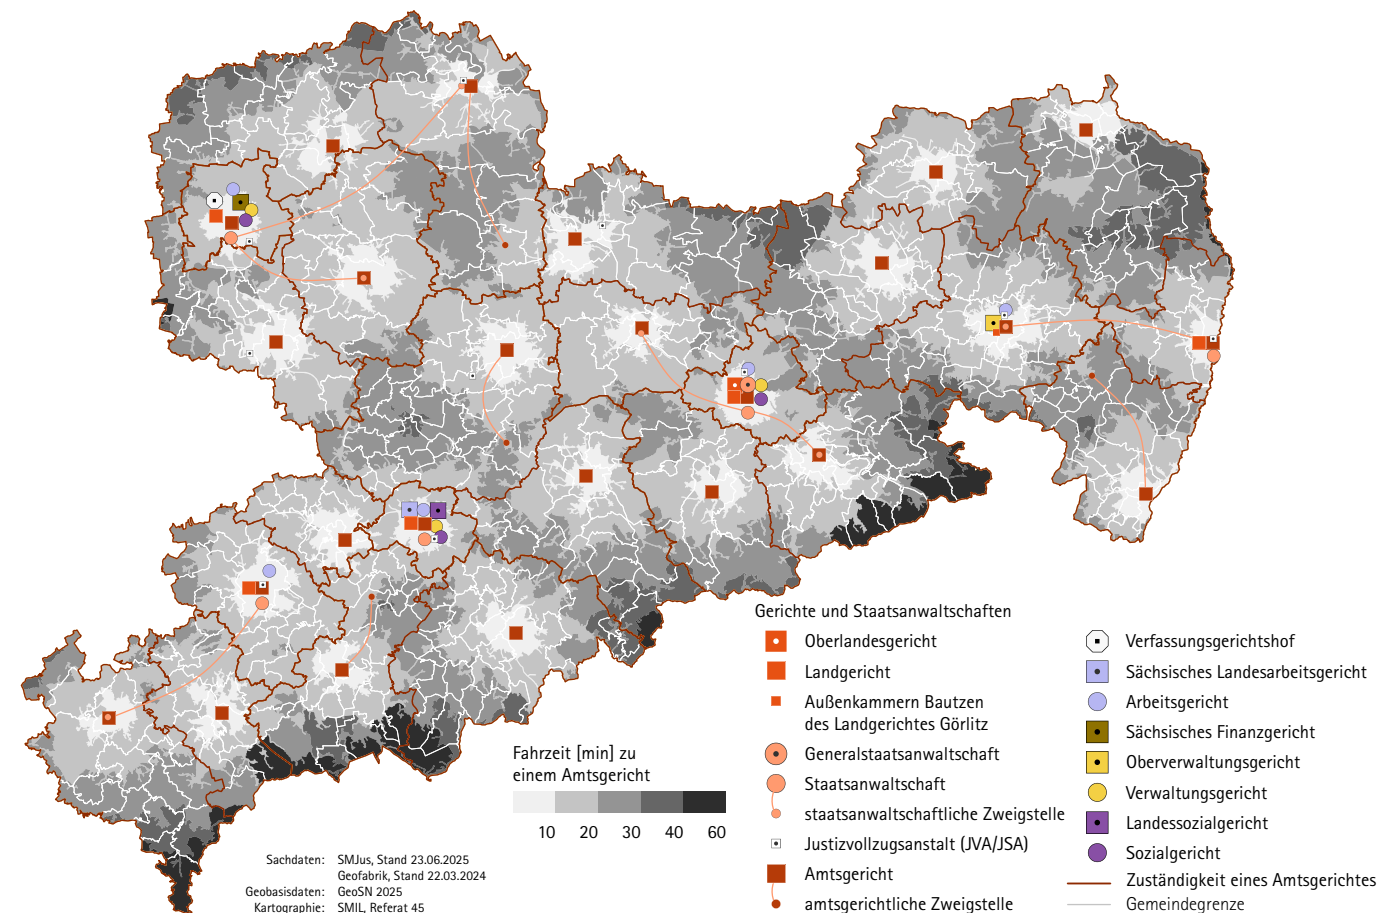 Gerichte und Staatsanwaltschaften
Oberlandesgericht
Landgericht
Außenkammern Bautzen
des Landgerichtes Görlitz
Generalstaatsanwaltschaft
Staatsanwaltschaft
staatsanwaltschaftliche Zweigstelle
Justizvollzugsanstalt (JVA/JSA)
Amtsgericht
amtsgerichtliche Zweigstelle
Verfassungsgerichtshof
Sächsisches Landesarbeitsgericht
Arbeitsgericht
Sächsisches Finanzgericht
Oberverwaltungsgericht
Verwaltungsgericht
Landessozialgericht
Sozialgericht
Zuständigkeit eines Amtsgerichtes
Gemeindegrenze
Fahrzeit [min] zu
einem Amtsgericht
10 20 30 40 60
Sachdaten: SMJus, Stand 23.06.2025
Geofabrik, Stand 22.03.2024
Geobasisdaten: GeoSN 2025
Kartographie: SMIL, Referat 45